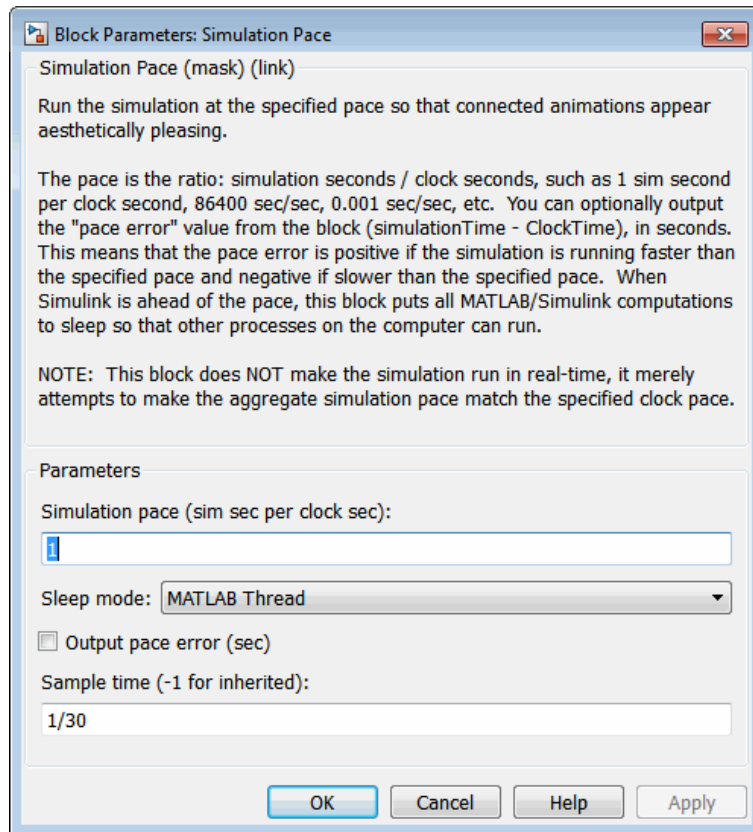 Block Parameters: Simulation Pace
Simulation Pace (mask) (link)
Run the simulation at the specified pace so that connected animations appear
aesthetically pleasing.
The pace is the ratio: simulation seconds / clock seconds, such as 1 sim second
per clock second, 86400 sec/sec, 0.001 sec/sec, etc.  You can optionally output
the "pace error" value from the block (simulationTime - ClockTime), in seconds.
This means that the pace error is positive if the simulation is running faster than
the specified pace and negative if slower than the specified pace.  When
Simulink is ahead of the pace, this block puts all MATLAB/Simulink computations
to sleep so that other processes on the computer can run.
NOTE:  This block does NOT make the simulation run in real-time, it merely
attempts to make the aggregate simulation pace match the specified clock pace.
Parameters
Simulation pace (sim sec per clock sec):
1
Sleep mode: MATLAB Thread
Output pace error (sec)
Sample time (-1 for inherited):
1/30
OK Cancel Help Apply